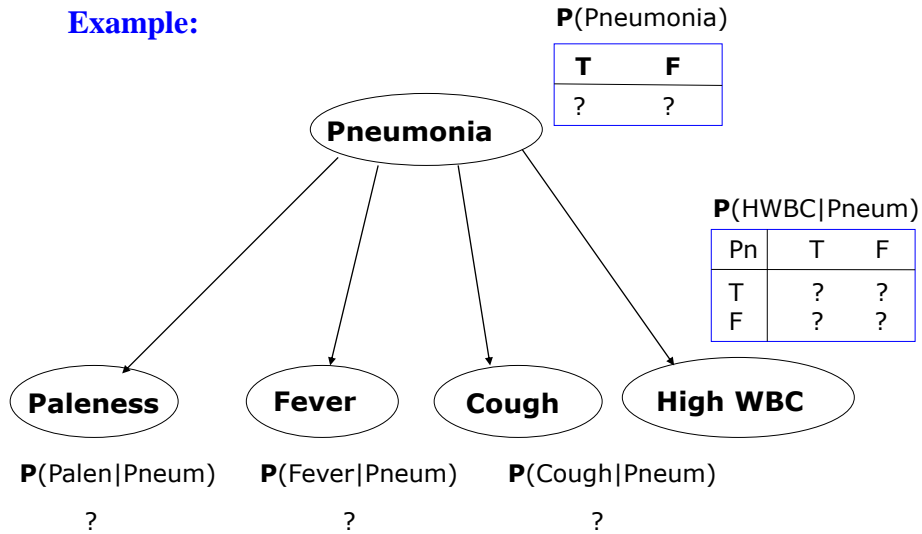 Example:
P(Pneumonia)
T F
? ?
Pneumonia
P(HWBC|Pneum)
Pn T F
T ? ?
F ? ?
Paleness
Fever
Cough
High WBC
P(Palen|Pneum) P(Fever|Pneum) P(Cough|Pneum)
? ? ?